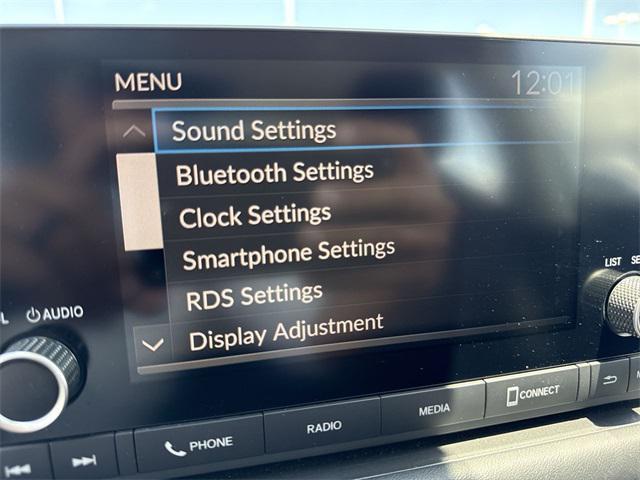 MENU 12:01
Sound Settings
Bluetooth Settings
Clock Settings
Smartphone Settings
RDS Settings
Display Adjustment
LIST
AUDIO
PHONE RADIO MEDIA CONNECT